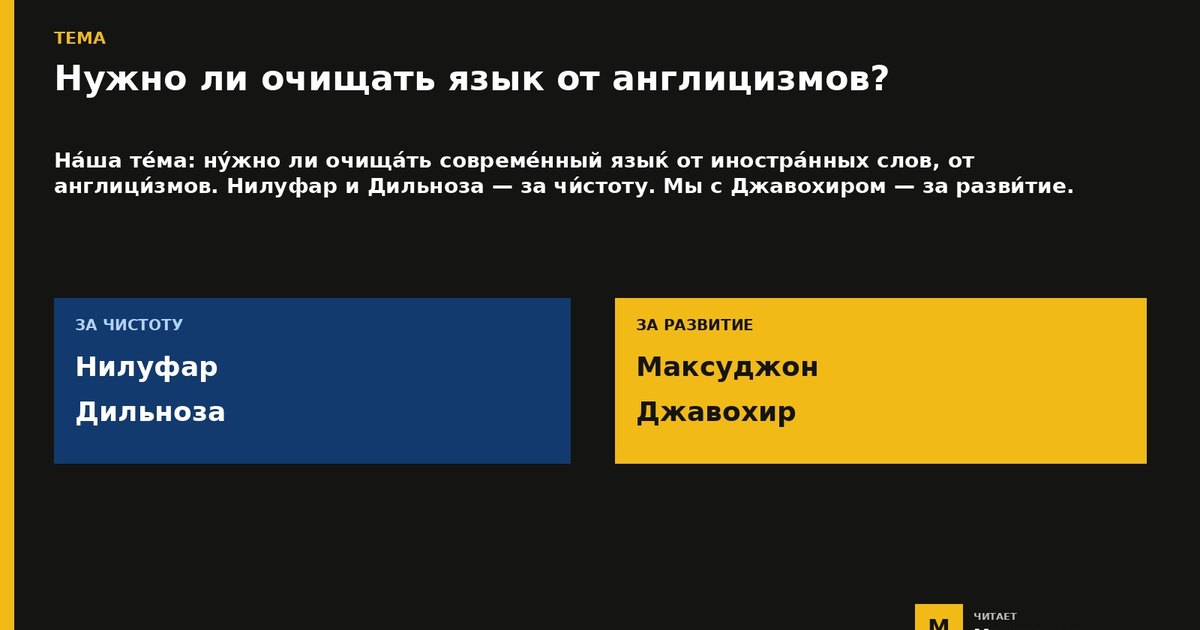 ТЕМА
Нужно ли очищать язык от англицизмов?
На́ша те́ма: ну́жно ли очища́ть совреме́нный язы́к от иностра́нных слов, от
англици́змов. Нилуфар и Дильноза — за чи́стоту. Мы с Джавохиром — за разви́тие.
ЗА ЧИСТОТУ
Нилуфар
Дильноза
ЗА РАЗВИТИЕ
Максуджон
Джавохир
М
ЧИТАЕТ